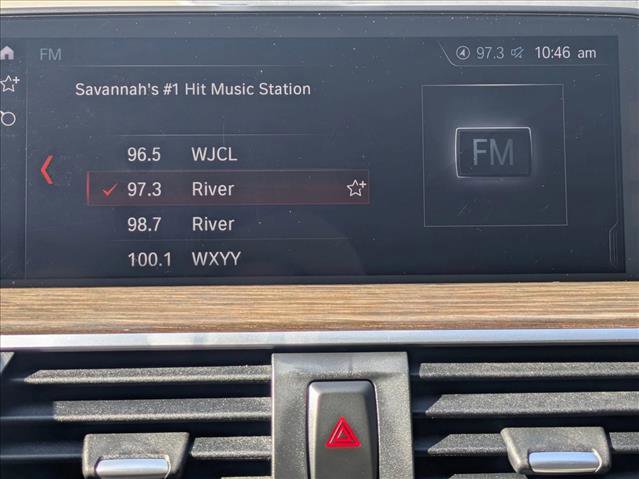 FM
97.3
10:46 am
Savannah's #1 Hit Music Station
96.5 WJCL
97.3 River
98.7 River
100.1 WXYY
FM